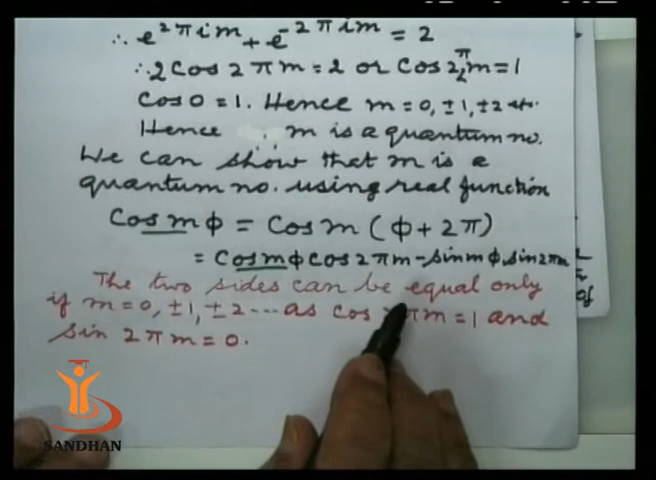 ∴ e^2πim + e^-2πim = 2
∴ 2 Cos 2πm = 2 or Cos 2πm = 1
Cos 0 = 1. Hence m = 0, ±1, ±2 etc.
Hence m is a quantum no.
We can show that m is a
quantum no. using real function
Cos mϕ = Cos m (ϕ + 2π)
= Cos mϕ cos 2πm - sin mϕ. sin 2πm
The two sides can be equal only
if m = 0, ±1, ±2 ... as cos πm = 1 and
sin 2πm = 0.
SANDHAN